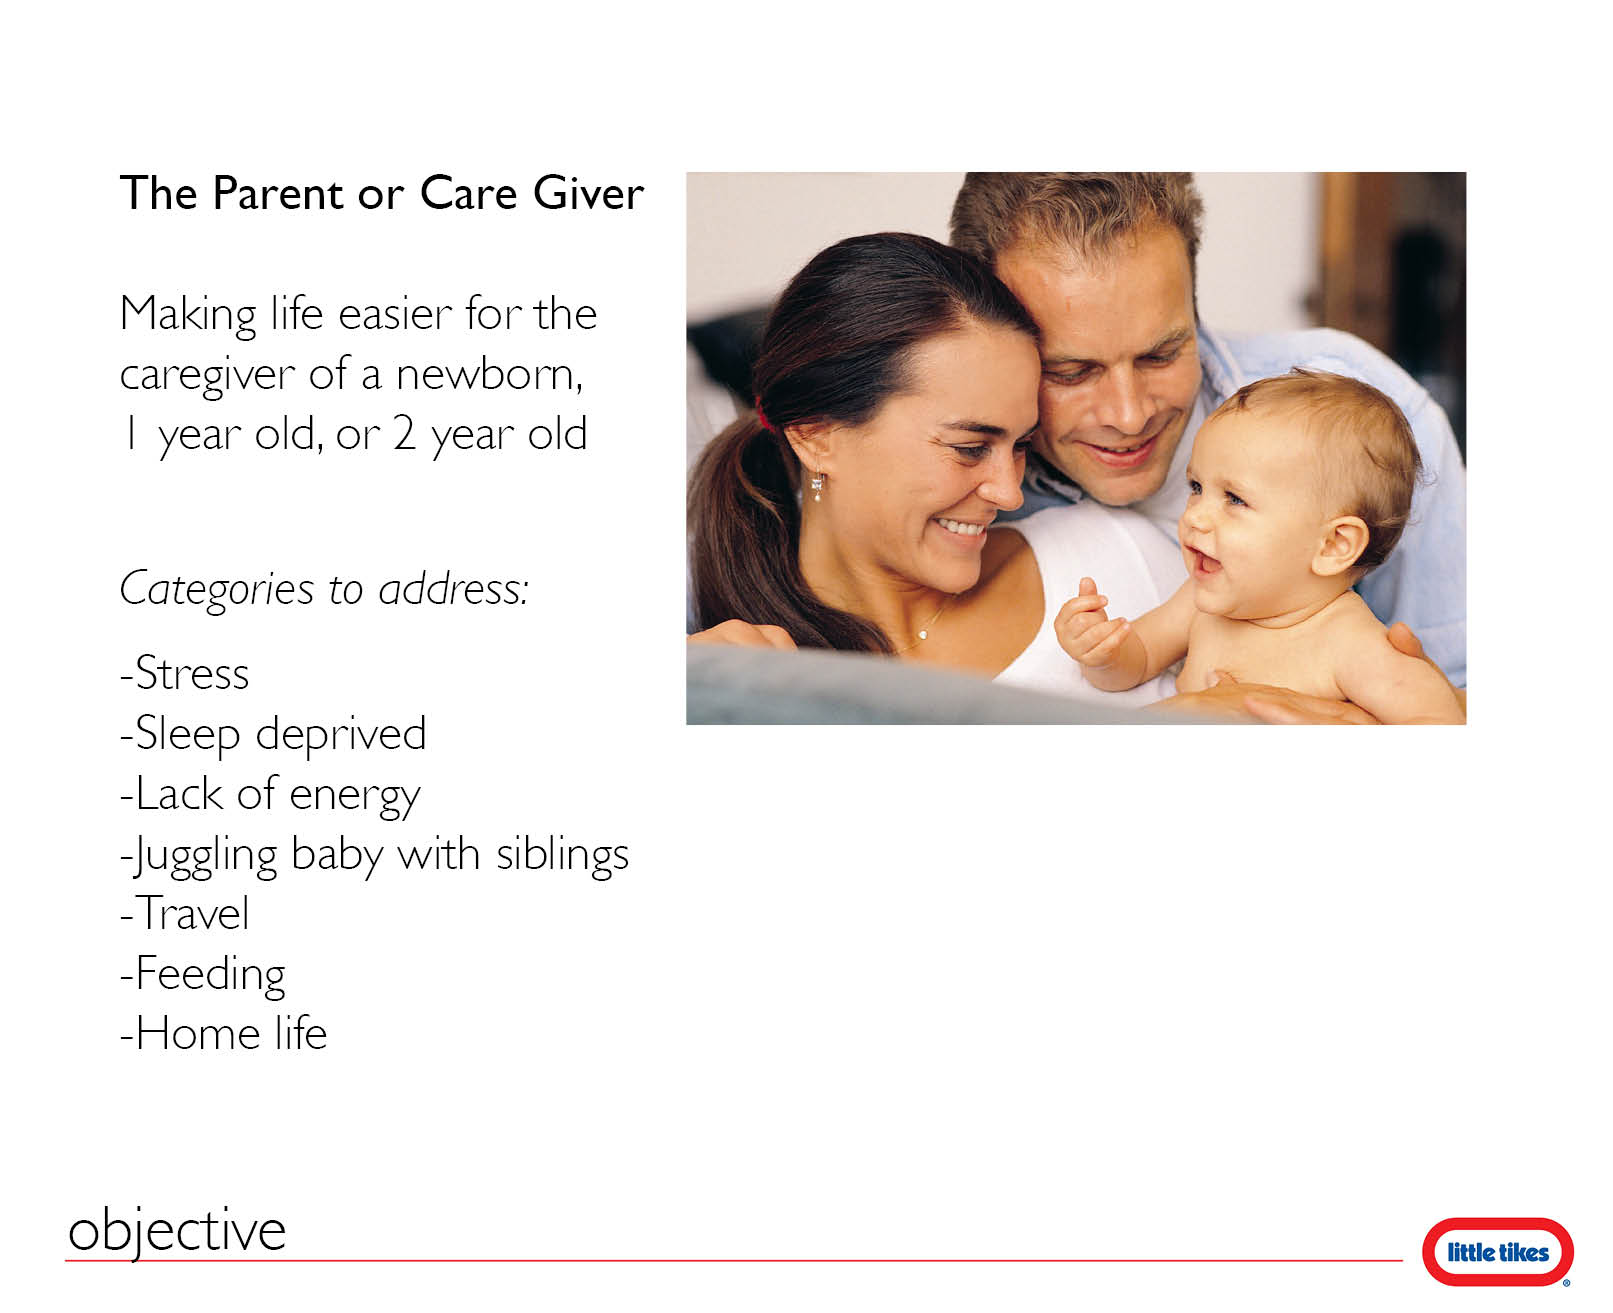 The Parent or Care Giver
Making life easier for the
caregiver of a newborn,
1 year old, or 2 year old
Categories to address:
-Stress
-Sleep deprived
-Lack of energy
-Juggling baby with siblings
-Travel
-Feeding
-Home life
objective
little tikes
®